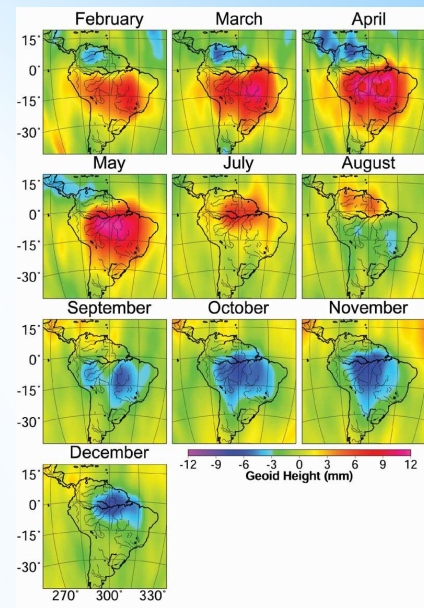 February March April
15°
0°
-15°
-30°
May July August
15°
0°
-15°
-30°
September October November
15°
0°
-15°
-30°
December
15°
0°
-15°
-30°
-12 -9 -6 -3 0 3 6 9 12
Geoid Height (mm)
270° 300° 330°